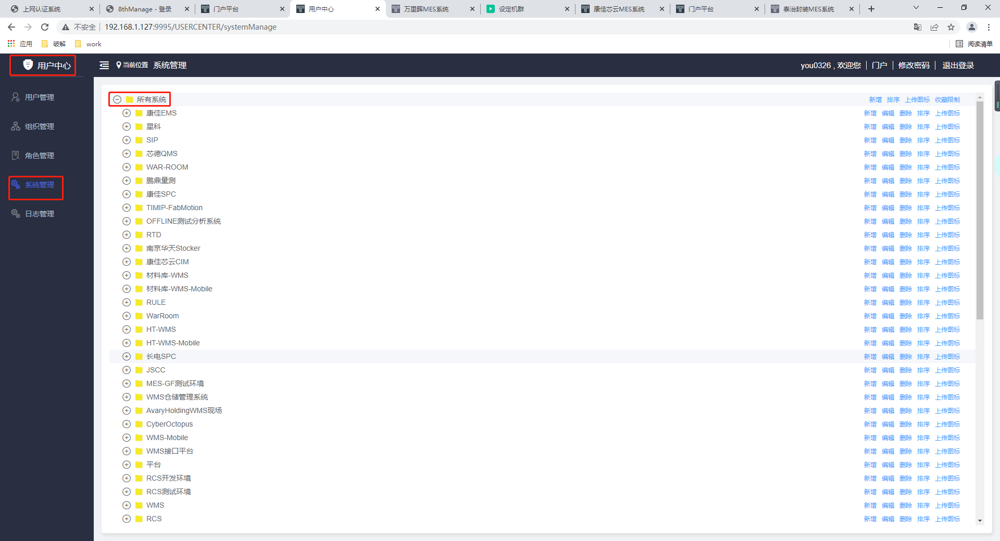 上网认证系统
8thManage - 登录
门户平台
用户中心
万里晖MES系统
设定机群
康佳芯云MES系统
门户平台
泰治封装MES系统
不安全 192.168.1.127:9995/USERCENTER/systemManage
应用 破解 work 阅读清单
用户中心
当前位置 系统管理
you0326 , 欢迎您 门户 修改密码 退出登录
用户管理
组织管理
角色管理
系统管理
日志管理
所有系统 新增 排序 上传图标 收藏限制
康佳EMS 新增 编辑 删除 排序 上传图标
星科 新增 编辑 删除 排序 上传图标
SIP 新增 编辑 删除 排序 上传图标
芯德QMS 新增 编辑 删除 排序 上传图标
WAR-ROOM 新增 编辑 删除 排序 上传图标
鹏鼎量测 新增 编辑 删除 排序 上传图标
康佳SPC 新增 编辑 删除 排序 上传图标
TIMIP-FabMotion 新增 编辑 删除 排序 上传图标
OFFLINE测试分析系统 新增 编辑 删除 排序 上传图标
RTD 新增 编辑 删除 排序 上传图标
南京华天Stocker 新增 编辑 删除 排序 上传图标
康佳芯云CIM 新增 编辑 删除 排序 上传图标
材料库-WMS 新增 编辑 删除 排序 上传图标
材料库-WMS-Mobile 新增 编辑 删除 排序 上传图标
RULE 新增 编辑 删除 排序 上传图标
WarRoom 新增 编辑 删除 排序 上传图标
HT-WMS 新增 编辑 删除 排序 上传图标
HT-WMS-Mobile 新增 编辑 删除 排序 上传图标
长电SPC 新增 编辑 删除 排序 上传图标
JSCC 新增 编辑 删除 排序 上传图标
MES-GF测试环境 新增 编辑 删除 排序 上传图标
WMS仓储管理系统 新增 编辑 删除 排序 上传图标
AvaryHoldingWMS现场 新增 编辑 删除 排序 上传图标
CyberOctopus 新增 编辑 删除 排序 上传图标
WMS-Mobile 新增 编辑 删除 排序 上传图标
WMS接口平台 新增 编辑 删除 排序 上传图标
平台 新增 编辑 删除 排序 上传图标
RCS开发环境 新增 编辑 删除 排序 上传图标
RCS测试环境 新增 编辑 删除 排序 上传图标
WMS 新增 编辑 删除 排序 上传图标
RCS 新增 编辑 删除 排序 上传图标